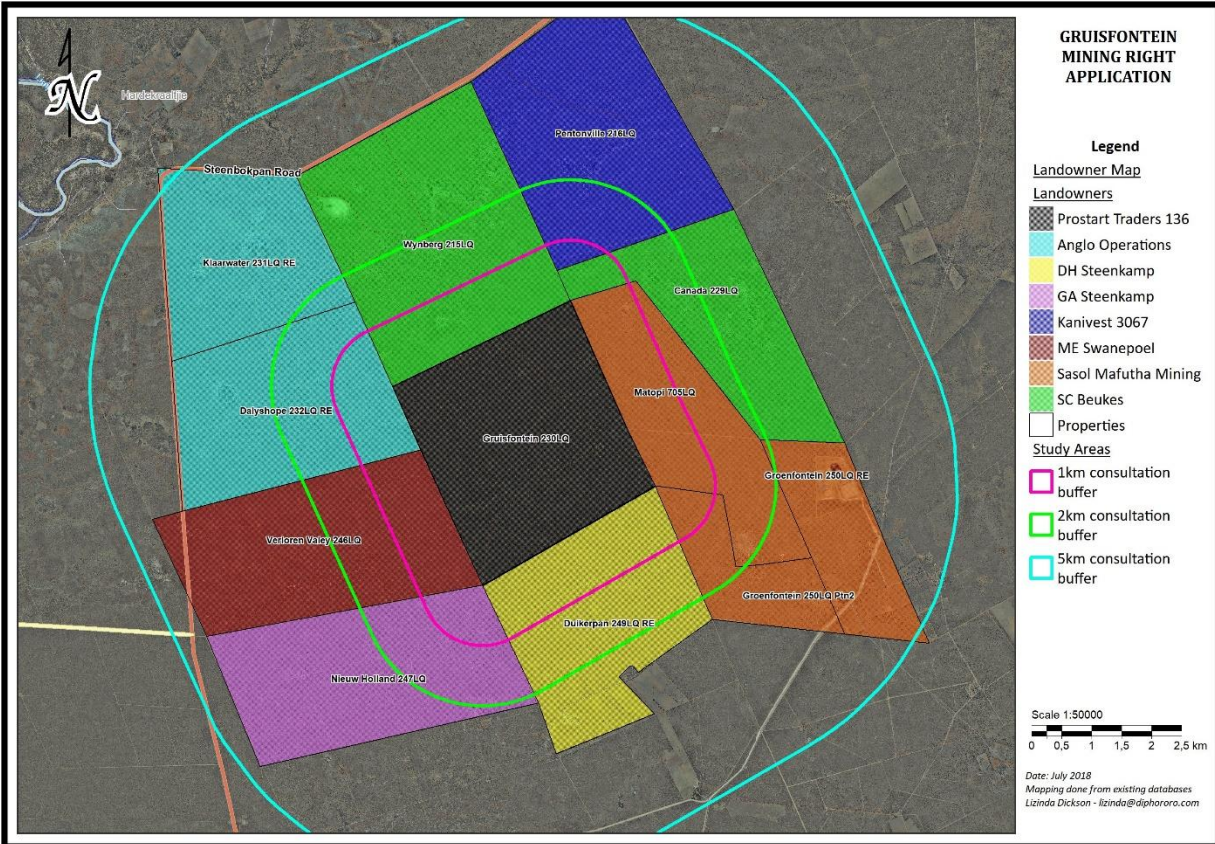 GRUISFONTEIN
MINING RIGHT
APPLICATION
N
Hardekraaltjie
Steenbokpan Road
Pentonville 216LQ
Wynberg 215LQ
Klaarwater 231LQ RE
Canada 229LQ
Matopi 705LQ
Dalyshope 232LQ RE
Gruisfontein 230LQ
Groenfontein 250LQ RE
Verloren Valey 246LQ
Groenfontein 250LQ Ptn2
Duikerpan 249LQ RE
Nieuw Holland 247LQ
Legend
Landowner Map
Landowners
Prostart Traders 136
Anglo Operations
DH Steenkamp
GA Steenkamp
Kanivest 3067
ME Swanepoel
Sasol Mafutha Mining
SC Beukes
Properties
Study Areas
1km consultation
buffer
2km consultation
buffer
5km consultation
buffer
Scale 1:50000
0 0,5 1 1,5 2 2,5 km
Date: July 2018
Mapping done from existing databases
Lizinda Dickson - lizinda@diphororo.com